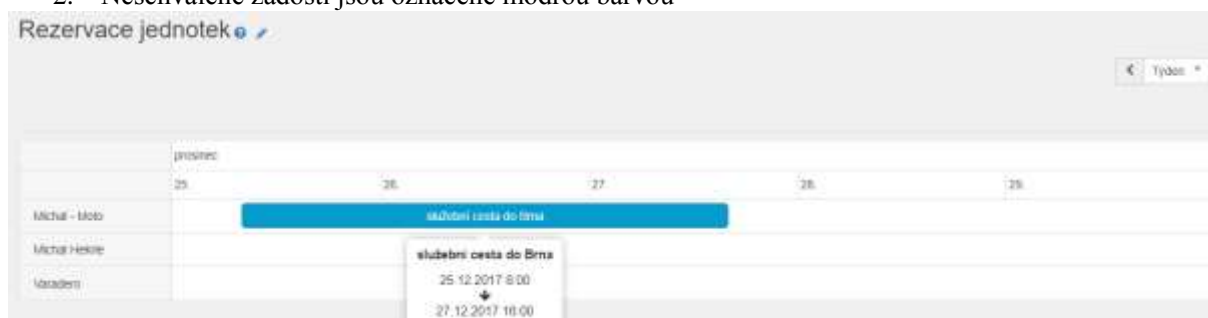 2. Neschválené žádosti jsou označené modrou barvou
Rezervace jednotek
Týden
prosinec
25. 26. 27. 28. 29.
Michal - Moto služební cesta do Brna
Michal
služební cesta do Brna
Varadero 25.12.2017 8:00
27.12.2017 16:00